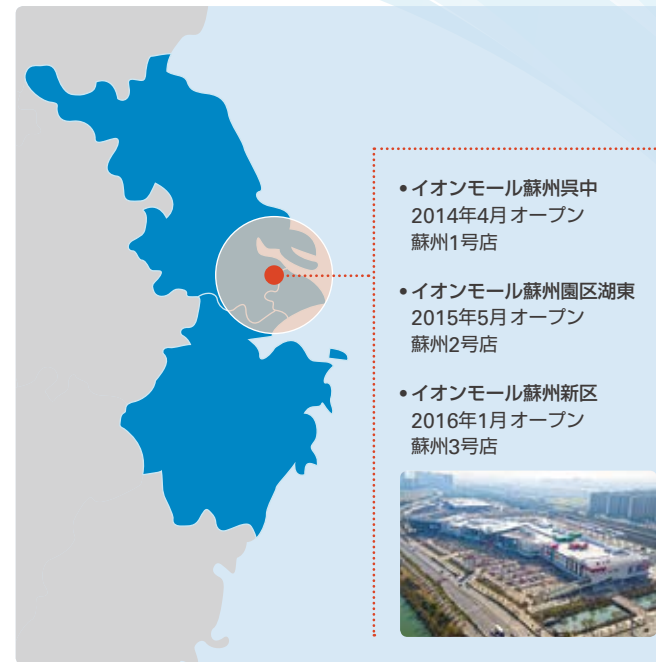 •イオンモール蘇州呉中
2014年4月オープン
蘇州1号店
•イオンモール蘇州園区湖東
2015年5月オープン
蘇州2号店
•イオンモール蘇州新区
2016年1月オープン
蘇州3号店